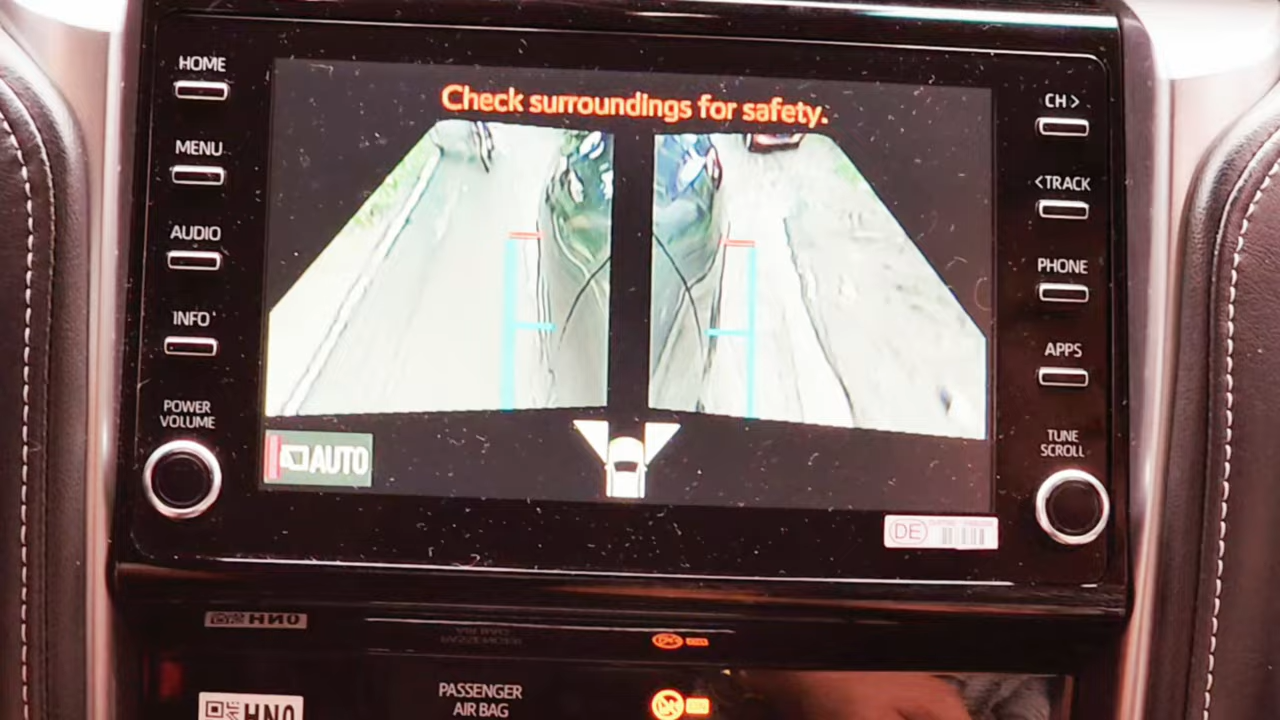 HOME
MENU
AUDIO
INFO
POWER
VOLUME
Check surroundings for safety.
AUTO
CH >
< TRACK
PHONE
APPS
TUNE
SCROLL
DE
HNO
PASSENGER
AIR BAG